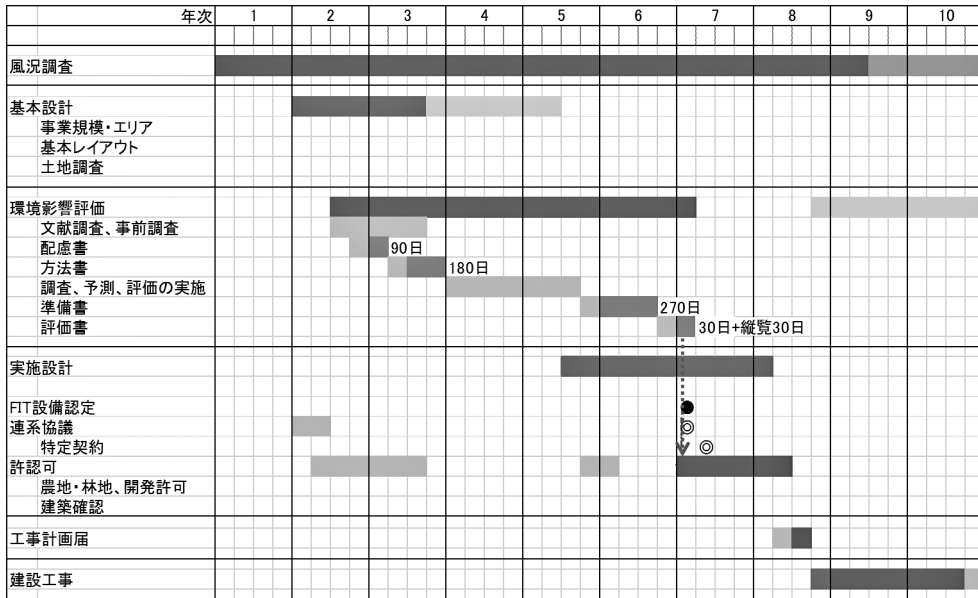 年次 1 2 3 4 5 6 7 8 9 10
風況調査
基本設計
事業規模・エリア
基本レイアウト
土地調査
環境影響評価
文献調査、事前調査
配慮書 90日
方法書 180日
調査、予測、評価の実施
準備書 270日
評価書 30日+縦覧30日
実施設計
FIT設備認定
連系協議
特定契約
許認可
農地・林地、開発許可
建築確認
工事計画届
建設工事